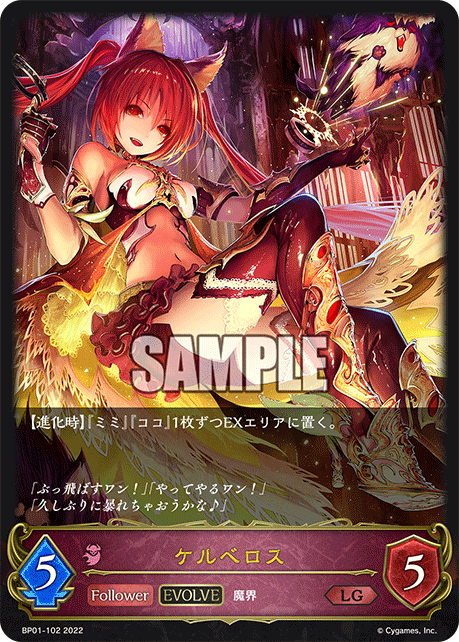 SAMPLE
【進化時】『ミミ』『ココ』1枚ずつEXエリアに置く。
「ぶっ飛ばすワン！」「やってやるワン！」
「久しぶりに暴れちゃおうかな♪」
ケルベロス
5
5
Follower EVOLVE 魔界 LG
BP01-102 2022 © Cygames, Inc.